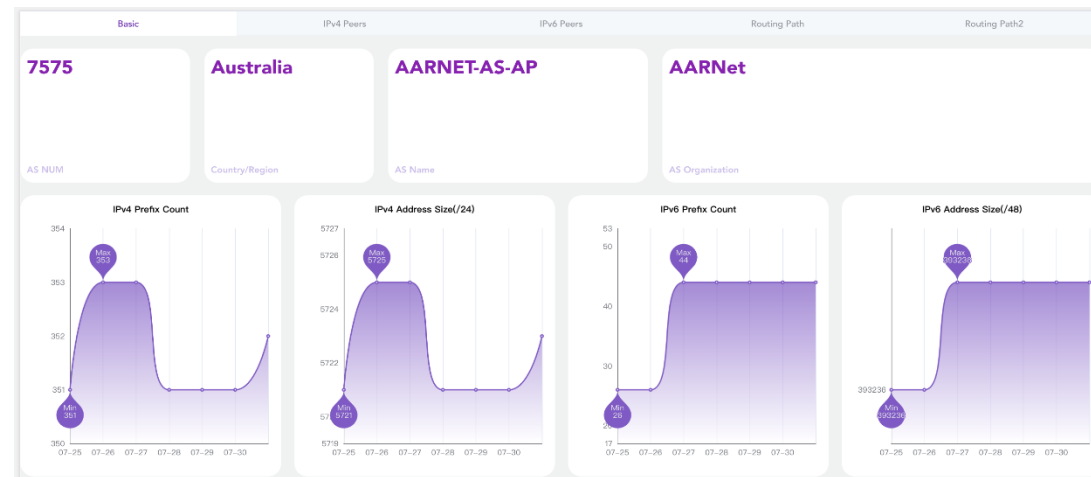 Basic IPv4 Peers IPv6 Peers Routing Path Routing Path2
7575 Australia AARNET-AS-AP AARNet
AS NUM Country/Region AS Name AS Organization
IPv4 Prefix Count
354
353
352
351
350
Max
353
Min
351
07-25 07-26 07-27 07-28 07-29 07-30
IPv4 Address Size(/24)
5727
5726
5724
5722
5718
Max
5725
Min
5721
07-25 07-26 07-27 07-28 07-29 07-30
IPv6 Prefix Count
53
50
40
30
17
Max
44
Min
26
07-25 07-26 07-27 07-28 07-29 07-30
IPv6 Address Size(/48)
393236
Max
393238
Min
393236
07-25 07-26 07-27 07-28 07-29 07-30